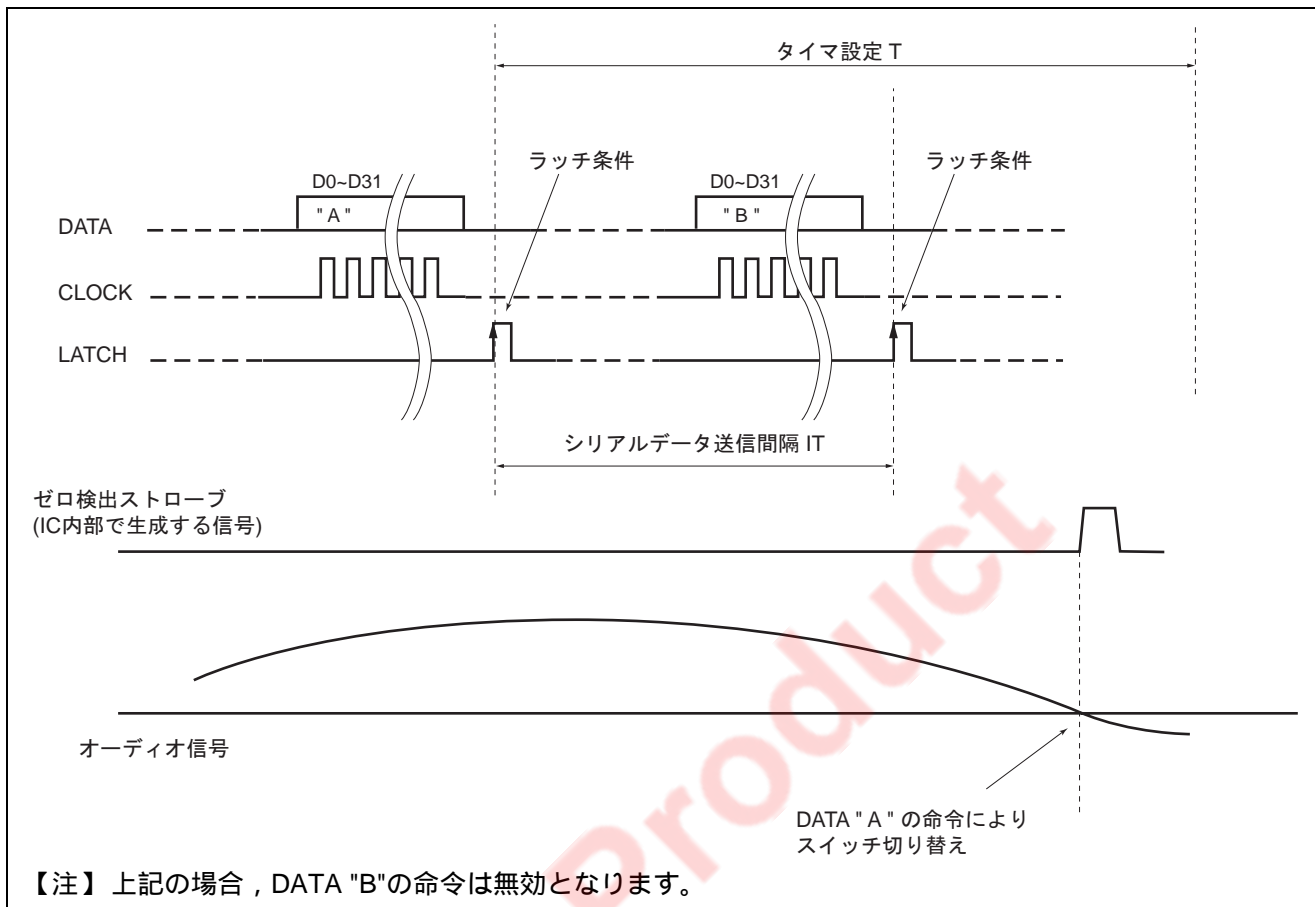 タイマ設定 T
ラッチ条件
ラッチ条件
D0~D31
D0~D31
DATA
" A "
" B "
CLOCK
LATCH
シリアルデータ送信間隔 IT
ゼロ検出ストローブ
(IC内部で生成する信号)
オーディオ信号
DATA " A " の命令により
スイッチ切り替え
【注】 上記の場合 , DATA "B"の命令は無効となります。
Product